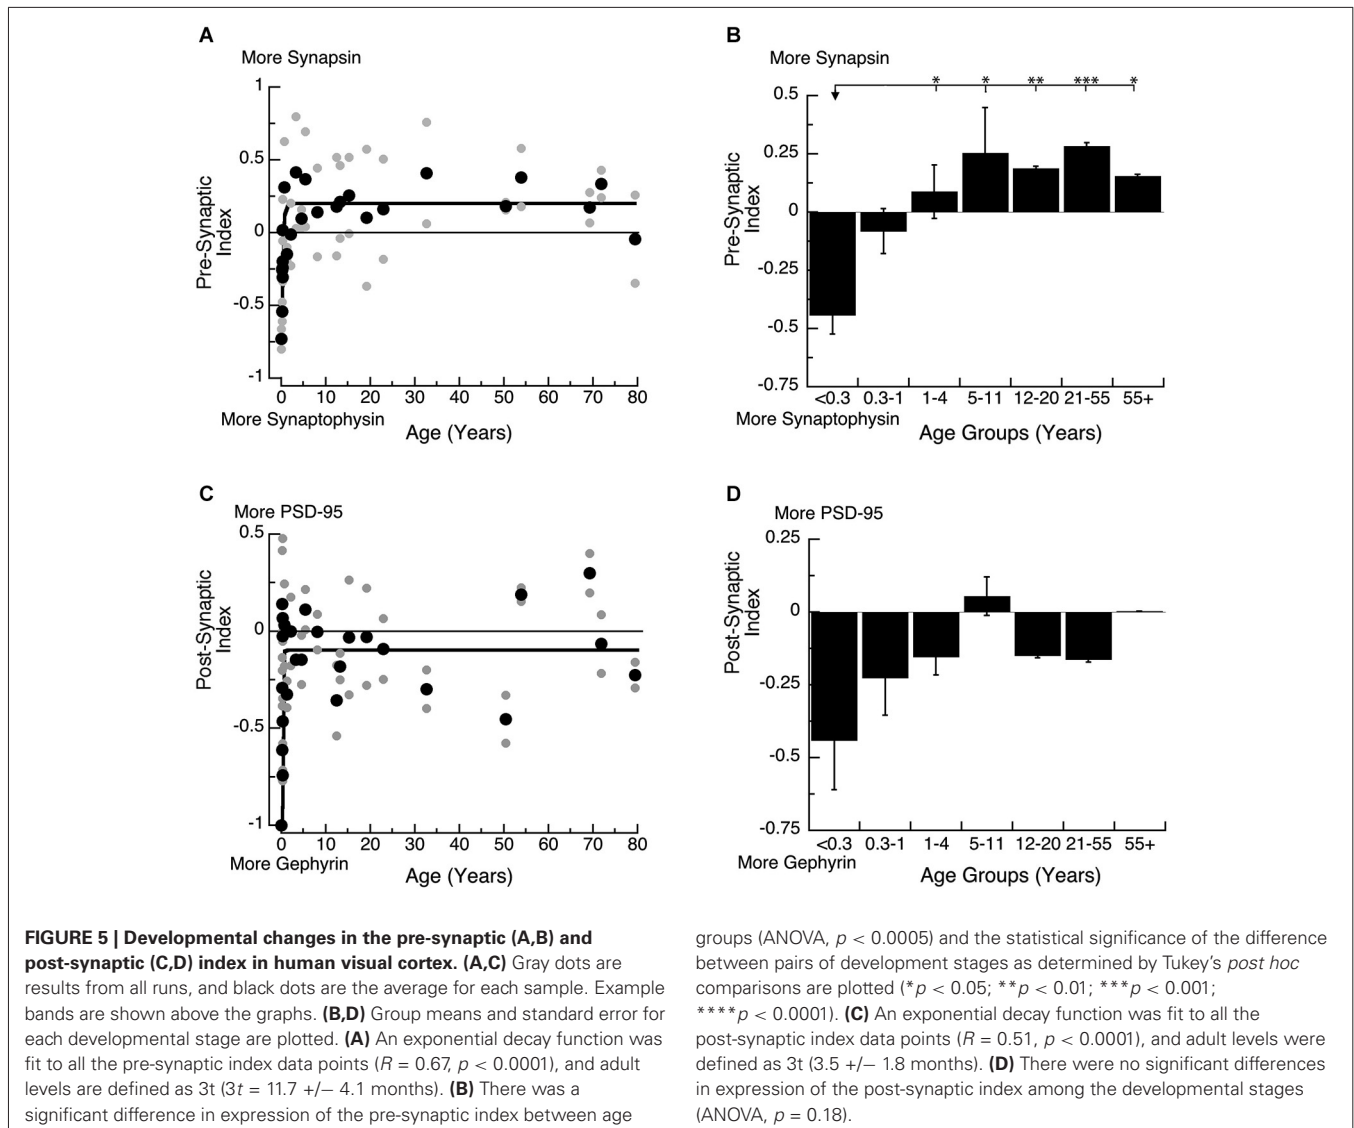 A
More Synapsin
1
0.5
0
-0.5
-1
Pre-Synaptic
Index
0 10 20 30 40 50 60 70 80
More Synaptophysin
Age (Years)
B
More Synapsin
* * ** *** *
0.5
0.25
0
-0.25
-0.5
-0.75
Pre-Synaptic
Index
<0.3 0.3-1 1-4 5-11 12-20 21-55 55+
More Synaptophysin
Age Groups (Years)
C
More PSD-95
0.5
0
-0.5
-1
Post-Synaptic
Index
0 10 20 30 40 50 60 70 80
More Gephyrin
Age (Years)
D
More PSD-95
0.25
0
-0.25
-0.5
-0.75
Post-Synaptic
Index
<0.3 0.3-1 1-4 5-11 12-20 21-55 55+
More Gephyrin
Age Groups (Years)
FIGURE 5 | Developmental changes in the pre-synaptic (A,B) and
post-synaptic (C,D) index in human visual cortex. (A,C) Gray dots are
results from all runs, and black dots are the average for each sample. Example
bands are shown above the graphs. (B,D) Group means and standard error for
each developmental stage are plotted. (A) An exponential decay function was
fit to all the pre-synaptic index data points (R = 0.67, p < 0.0001), and adult
levels are defined as 3t (3t = 11.7 +/− 4.1 months). (B) There was a
significant difference in expression of the pre-synaptic index between age
groups (ANOVA, p < 0.0005) and the statistical significance of the difference
between pairs of development stages as determined by Tukey's post hoc
comparisons are plotted (*p < 0.05; **p < 0.01; ***p < 0.001;
****p < 0.0001). (C) An exponential decay function was fit to all the
post-synaptic index data points (R = 0.51, p < 0.0001), and adult levels were
defined as 3t (3.5 +/− 1.8 months). (D) There were no significant differences
in expression of the post-synaptic index among the developmental stages
(ANOVA, p = 0.18).